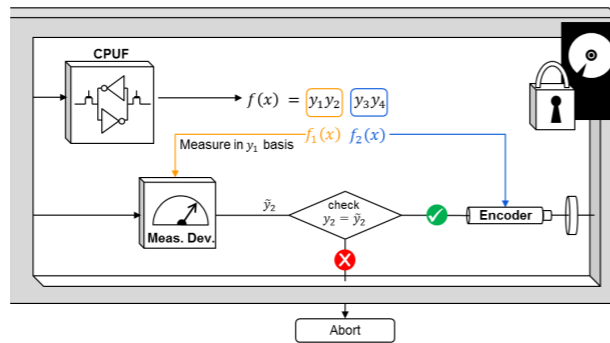 CPUF
f(x) = y₁y₂ y₃y₄
Measure in y₁ basis
f₁(x) f₂(x)
Meas. Dev.
ỹ₂
check
y₂ = ỹ₂
Encoder
Abort